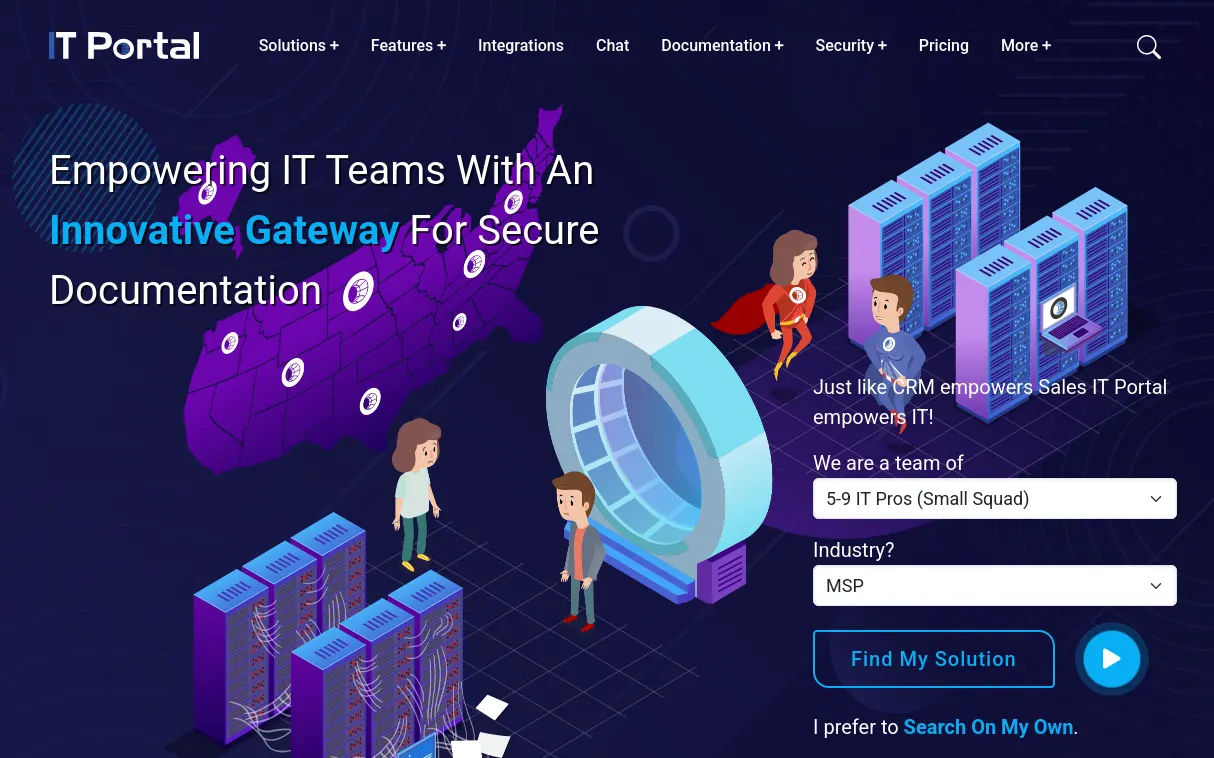 IT Portal
Solutions + Features + Integrations Chat Documentation + Security + Pricing More +
Empowering IT Teams With An
Innovative Gateway For Secure
Documentation
Just like CRM empowers Sales IT Portal
empowers IT!
We are a team of
5-9 IT Pros (Small Squad)
Industry?
MSP
Find My Solution
I prefer to Search On My Own.